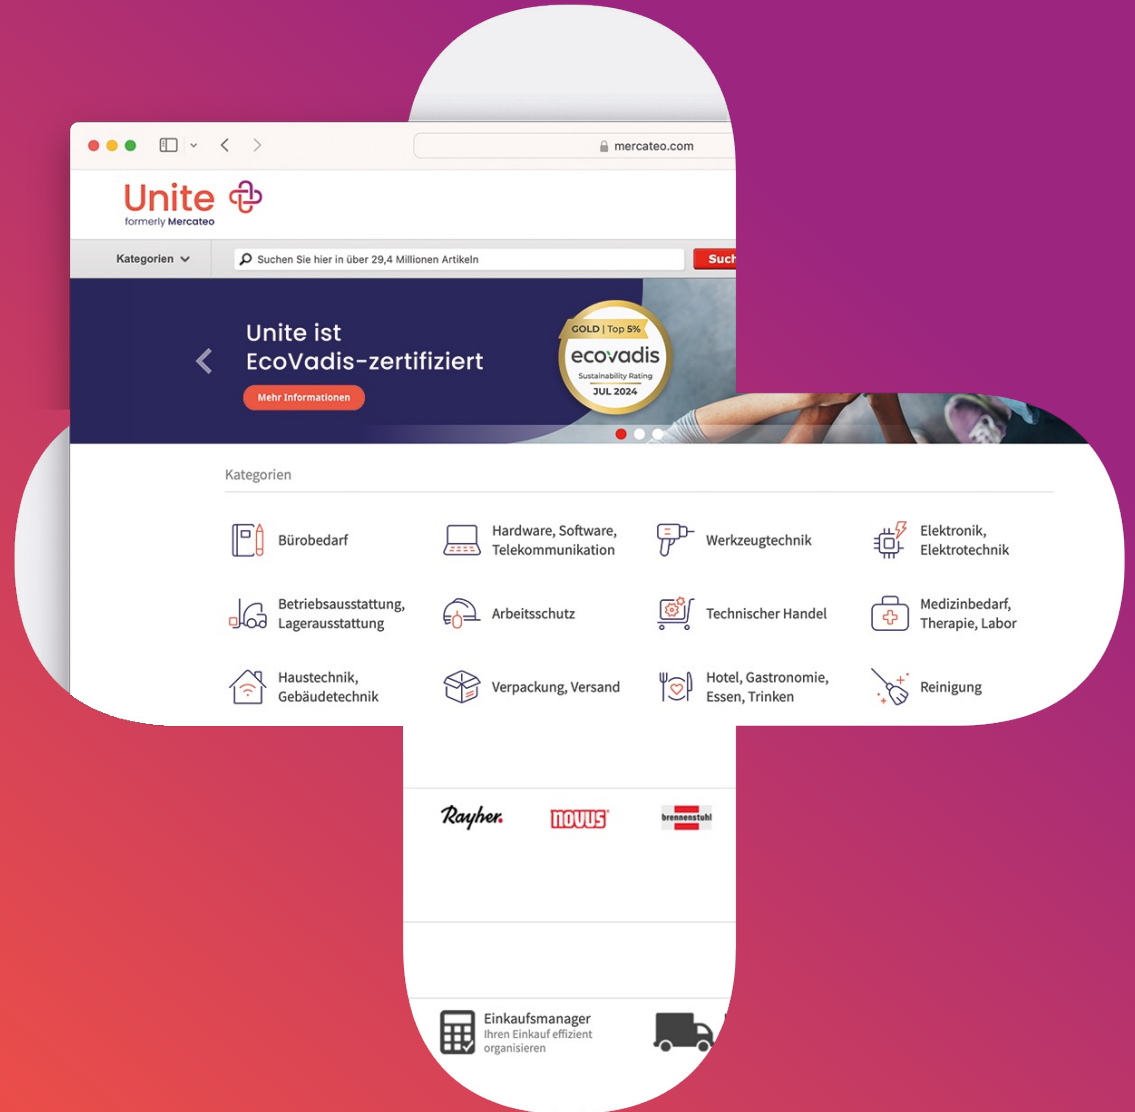 mercateo.com
Unite
formerly Mercateo
Kategorien
Suchen Sie hier in über 29,4 Millionen Artikeln
Such
Unite ist
EcoVadis-zertifiziert
Mehr Informationen
GOLD | Top 5%
ecovadis
Sustainability Rating
JUL 2024
Kategorien
Bürobedarf
Hardware, Software,
Telekommunikation
Werkzeugtechnik
Elektronik,
Elektrotechnik
Betriebsausstattung,
Lagerausstattung
Arbeitsschutz
Technischer Handel
Medizinbedarf,
Therapie, Labor
Haustechnik,
Gebäudetechnik
Verpackung, Versand
Hotel, Gastronomie,
Essen, Trinken
Reinigung
Rayher.
novus
brennenstuhl
Einkaufsmanager
Ihren Einkauf effizient
organisieren